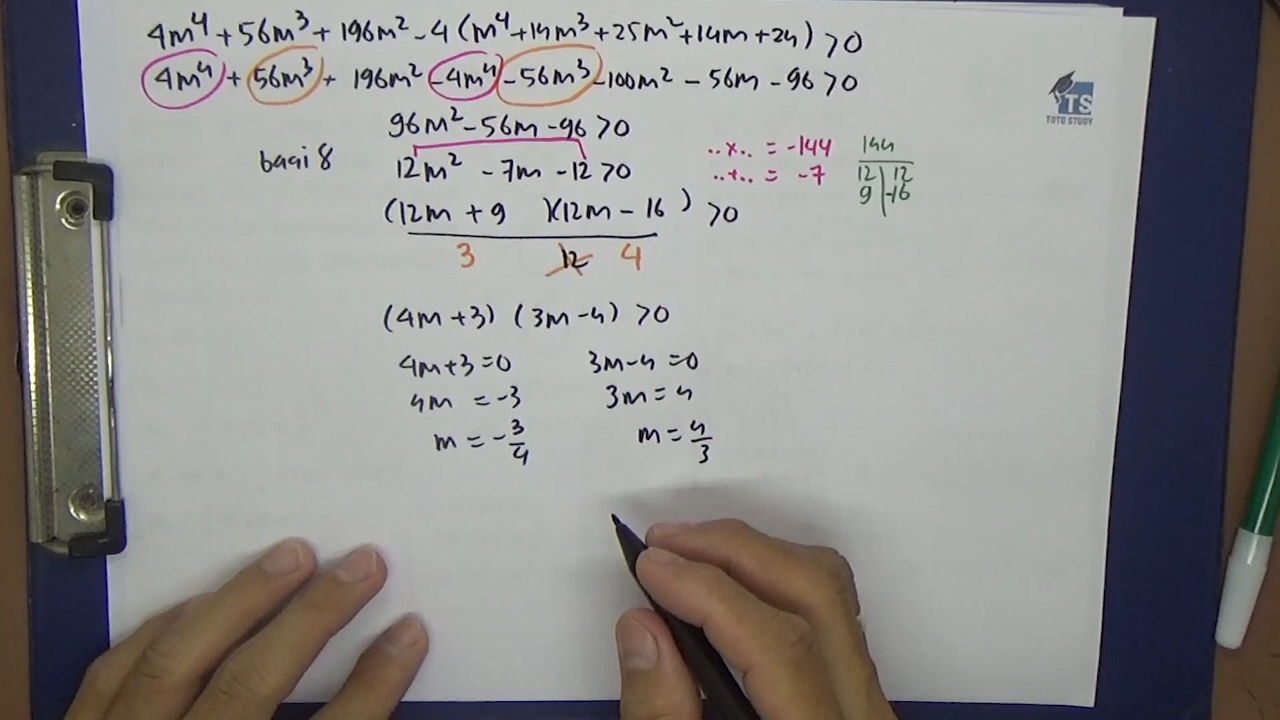 4m⁴ + 56m³ + 196m² - 4 (m⁴ + 14m³ + 25m² + 14m + 24) > 0
4m⁴ + 56m³ + 196m² - 4m⁴ - 56m³ - 100m² - 56m - 96 > 0
96m² - 56m - 96 > 0
bagi 8
12m² - 7m - 12 > 0
(12m + 9 )(12m - 16 ) > 0
3 12 4
(4m + 3) (3m - 4) > 0
4m + 3 = 0 3m - 4 = 0
4m = -3 3m = 4
m = -3/4 m = 4/3
..x.. = -144
..+.. = -7
144
12 | 12
9 | -16
TS
TOTO STUDY